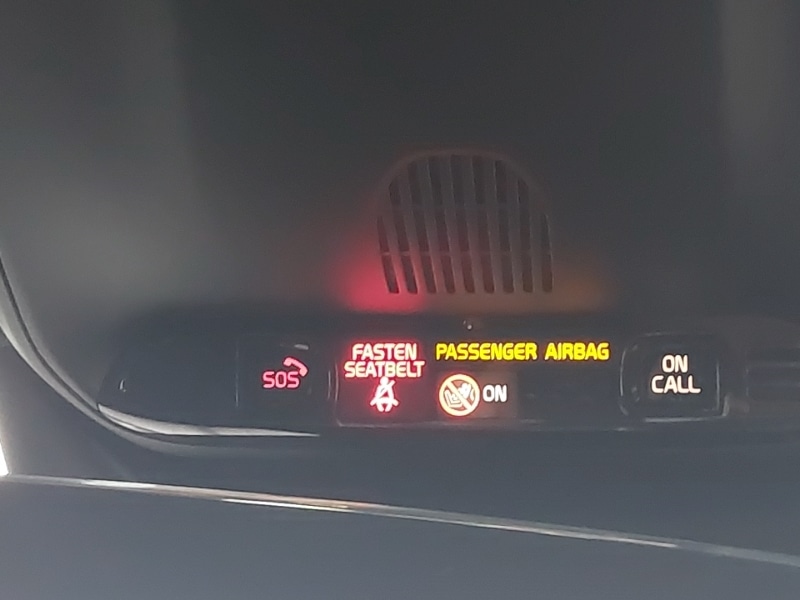 SOS
FASTEN
SEATBELT
PASSENGER AIRBAG
ON
ON
CALL